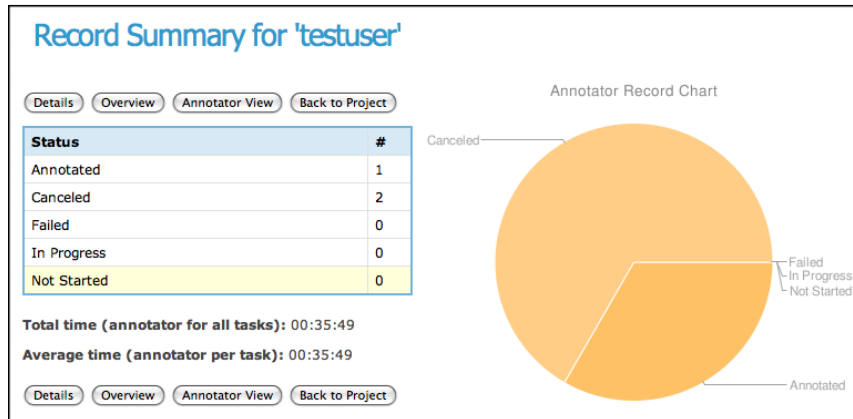 Record Summary for 'testuser'
Details Overview Annotator View Back to Project
Status #
Annotated 1
Canceled 2
Failed 0
In Progress 0
Not Started 0
Total time (annotator for all tasks): 00:35:49
Average time (annotator per task): 00:35:49
Details Overview Annotator View Back to Project
Annotator Record Chart
Canceled
Failed
In Progress
Not Started
Annotated